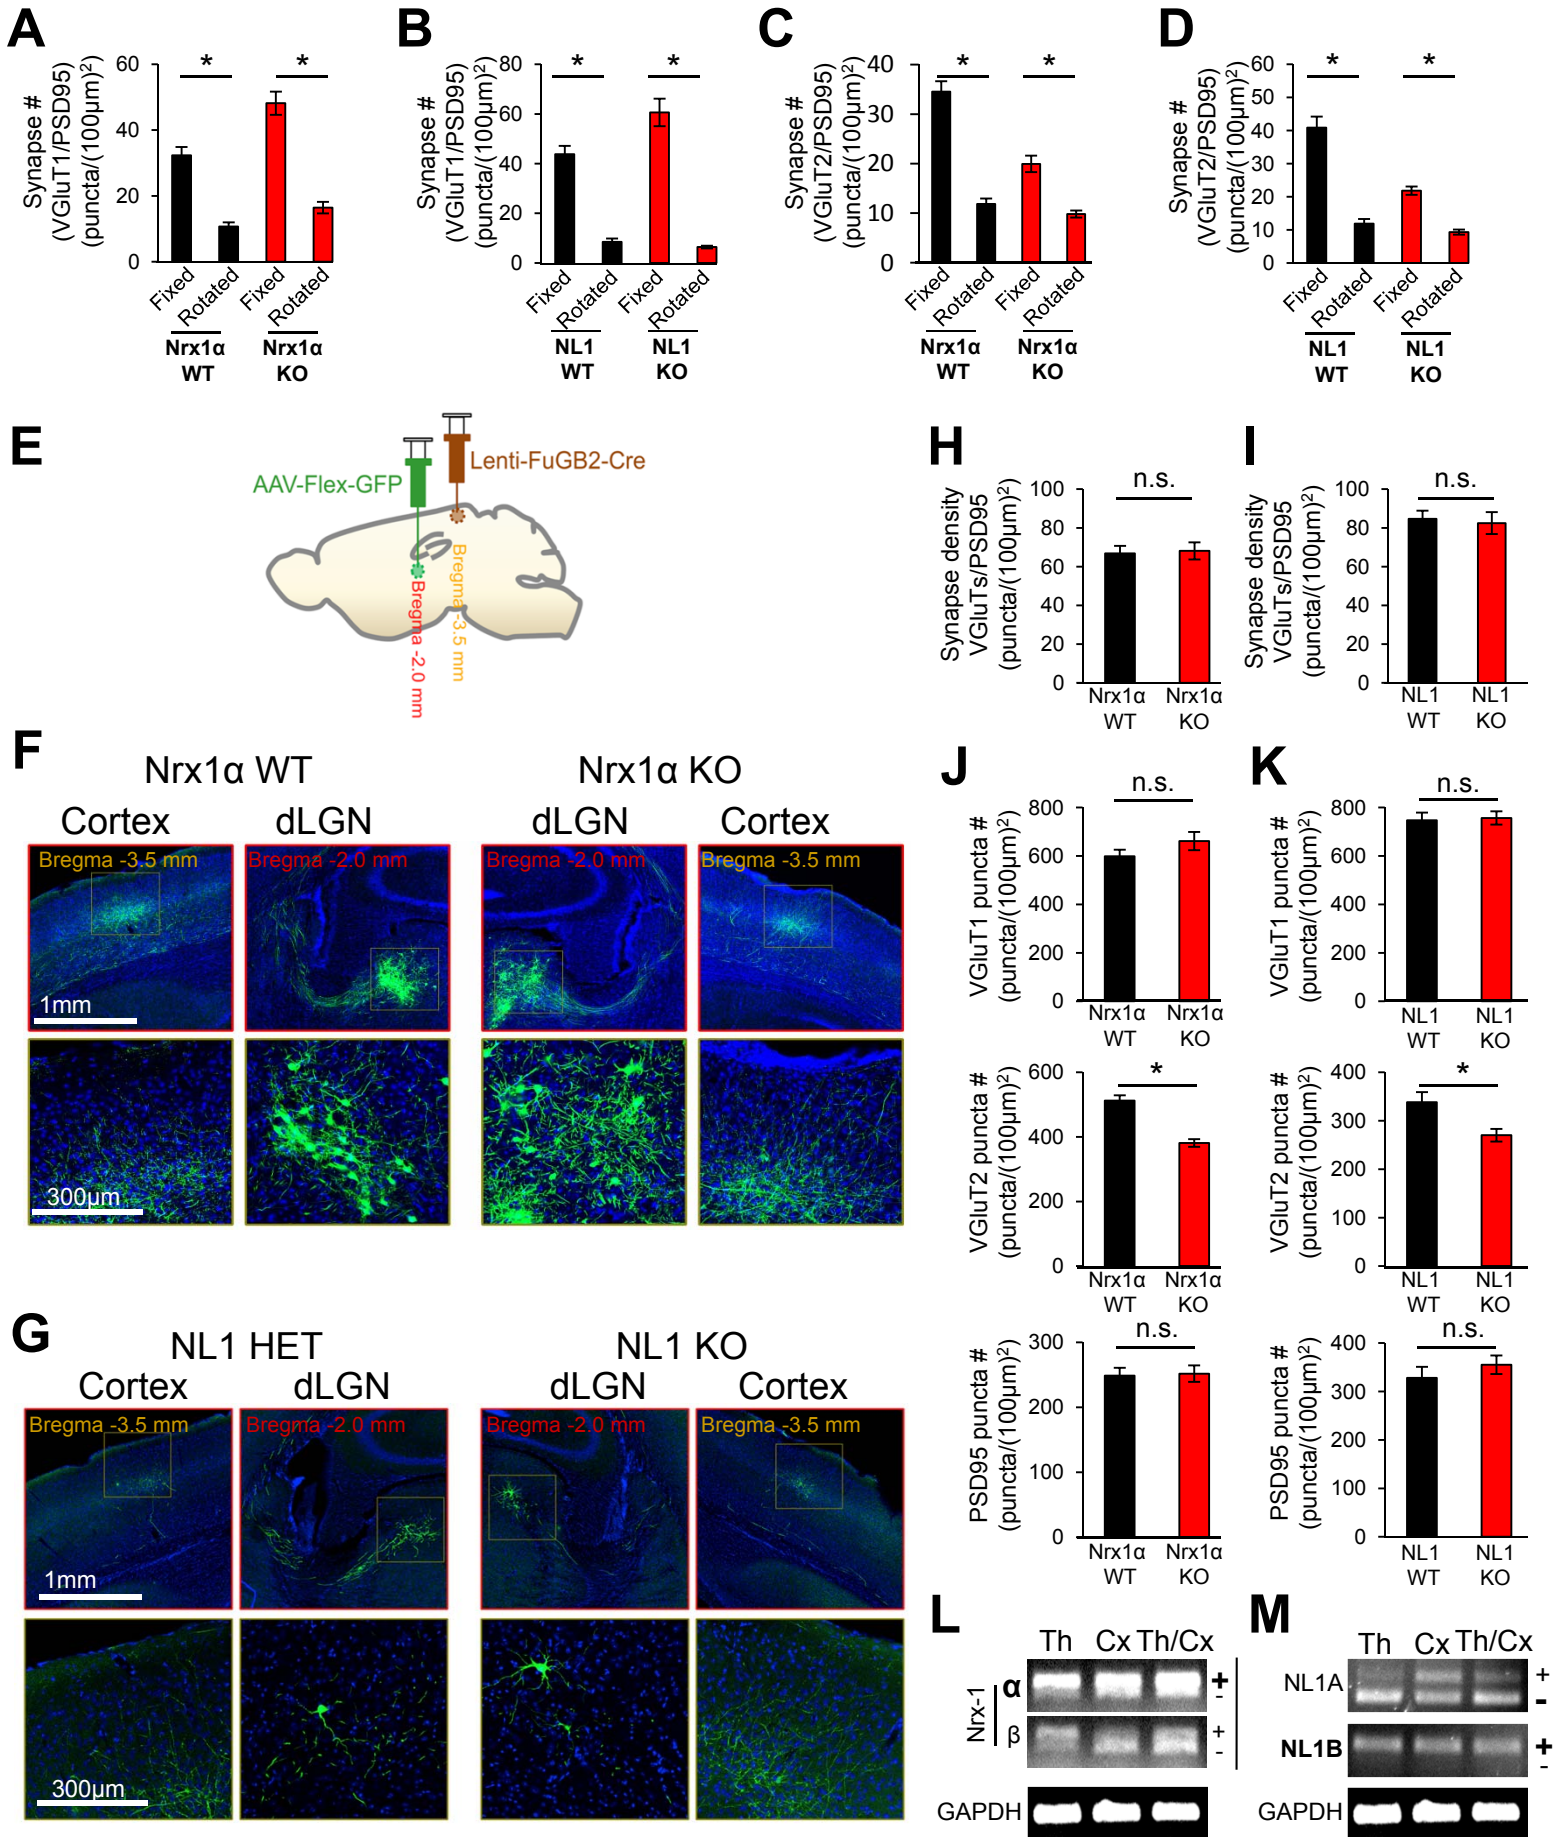 A
Synapse #
(VGluT1/PSD95)
(puncta/(100µm)²)
60
40
20
0
*
*
Fixed
Rotated
Fixed
Rotated
Nrx1α
WT
Nrx1α
KO
B
Synapse #
(VGluT1/PSD95)
(puncta/(100µm)²)
80
60
40
20
0
*
*
Fixed
Rotated
Fixed
Rotated
NL1
WT
NL1
KO
C
Synapse #
(VGluT2/PSD95)
(puncta/(100µm)²)
40
30
20
10
0
*
*
Fixed
Rotated
Fixed
Rotated
Nrx1α
WT
Nrx1α
KO
D
Synapse #
(VGluT2/PSD95)
(puncta/(100µm)²)
60
50
40
30
20
10
0
*
*
Fixed
Rotated
Fixed
Rotated
NL1
WT
NL1
KO
E
AAV-Flex-GFP
Lenti-FuGB2-Cre
Bregma -2.0 mm
Bregma -3.5 mm
F
Nrx1α WT
Nrx1α KO
Cortex
dLGN
dLGN
Cortex
Bregma -3.5 mm
Bregma -2.0 mm
Bregma -2.0 mm
Bregma -3.5 mm
1mm
300µm
G
NL1 HET
NL1 KO
Cortex
dLGN
dLGN
Cortex
Bregma -3.5 mm
Bregma -2.0 mm
Bregma -2.0 mm
Bregma -3.5 mm
1mm
300µm
H
Synapse density
VGluTs/PSD95
(puncta/(100µm)²)
100
80
60
40
20
0
n.s.
Nrx1α
WT
Nrx1α
KO
I
Synapse density
VGluTs/PSD95
(puncta/(100µm)²)
100
80
60
40
20
0
n.s.
NL1
WT
NL1
KO
J
VGluT1 puncta #
(puncta/(100µm)²)
800
600
400
200
0
n.s.
Nrx1α
WT
Nrx1α
KO
VGluT2 puncta #
(puncta/(100µm)²)
600
400
200
0
*
Nrx1α
WT
Nrx1α
KO
PSD95 puncta #
(puncta/(100µm)²)
300
200
100
0
n.s.
Nrx1α
WT
Nrx1α
KO
K
VGluT1 puncta #
(puncta/(100µm)²)
800
600
400
200
0
n.s.
NL1
WT
NL1
KO
VGluT2 puncta #
(puncta/(100µm)²)
400
300
200
100
0
*
NL1
WT
NL1
KO
PSD95 puncta #
(puncta/(100µm)²)
400
300
200
100
0
n.s.
NL1
WT
NL1
KO
L
Th Cx Th/Cx
Nrx-1
α
+
-
β
+
-
GAPDH
M
Th Cx Th/Cx
NL1A
+
-
NL1B
+
-
GAPDH